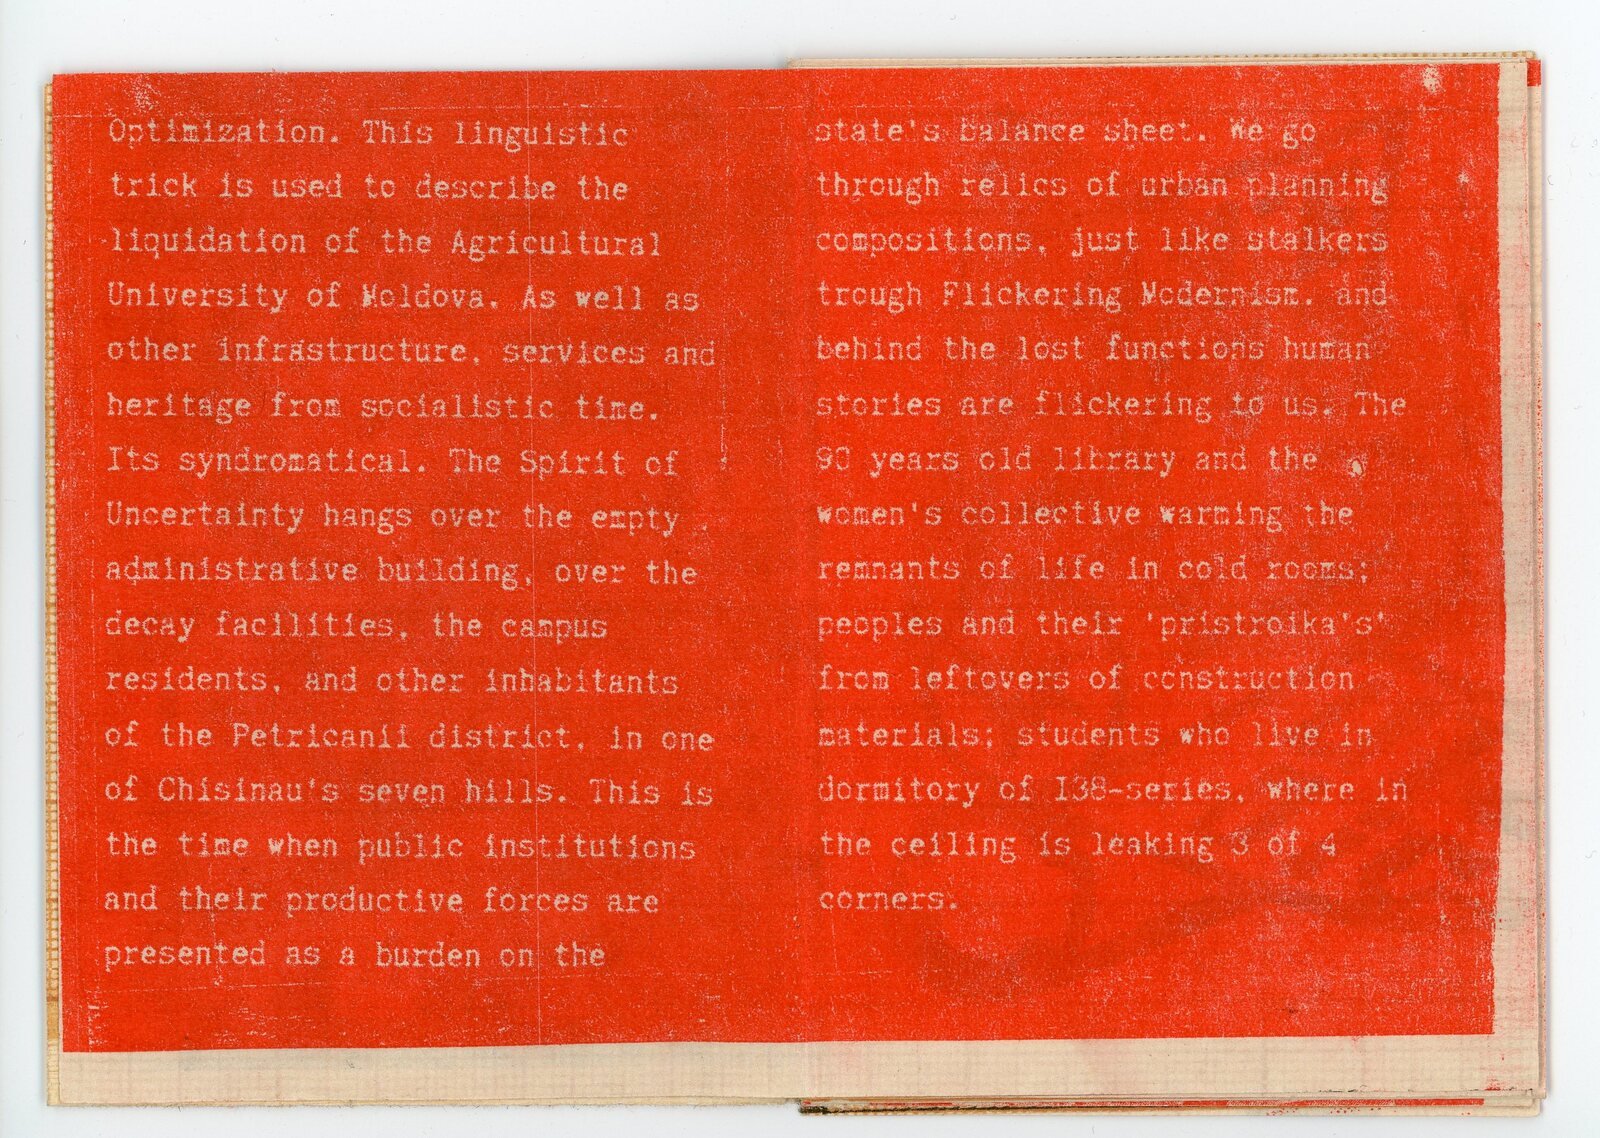 Optimization. This linguistic
trick is used to describe the
liquidation of the Agricultural
University of Moldova. As well as
other infrastructure, services and
heritage from socialistic time.
Its syndromatical. The Spirit of
Uncertainty hangs over the empty
administrative building, over the
decay facilities, the campus
residents, and other inhabitants
of the Petricanii district, in one
of Chisinau's seven hills. This is
the time when public institutions
and their productive forces are
presented as a burden on the
state's balance sheet. We go
through relics of urban planning
compositions, just like stalkers
trough Flickering Modernism, and
behind the lost functions human
stories are flickering to us. The
90 years old library and the
women's collective warming the
remnants of life in cold rooms;
peoples and their 'pristroika's'
from leftovers of construction
materials; students who live in
dormitory of I38-series, where in
the ceiling is leaking 3 of 4
corners.